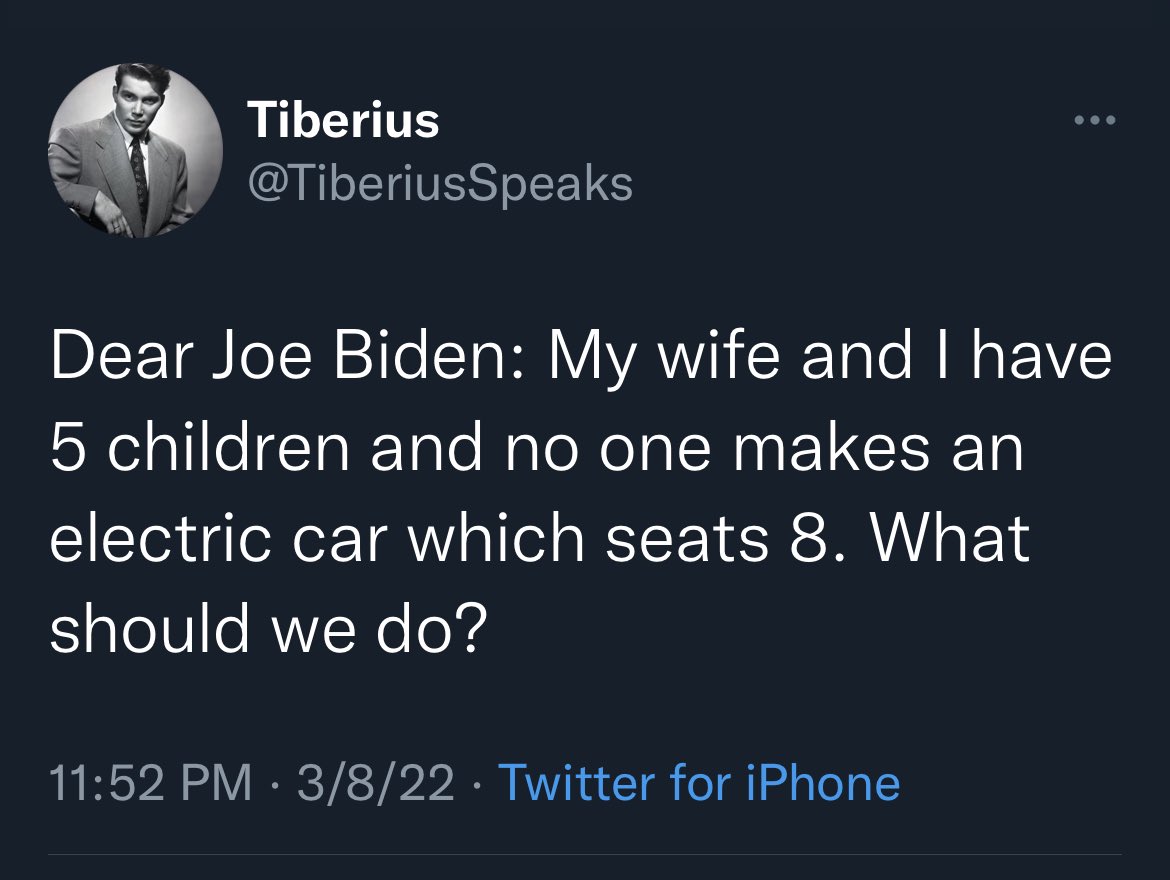 Tiberius
@TiberiusSpeaks
Dear Joe Biden: My wife and I have
5 children and no one makes an
electric car which seats 8. What
should we do?
11:52 PM · 3/8/22 · Twitter for iPhone